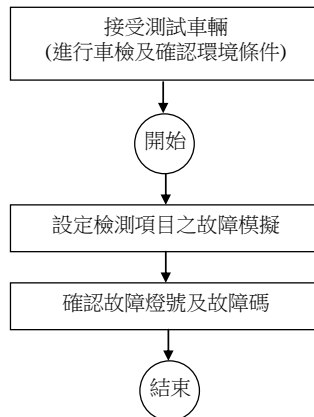 接受測試車輛
(進行車檢及確認環境條件)
開始
設定檢測項目之故障模擬
確認故障燈號及故障碼
結束